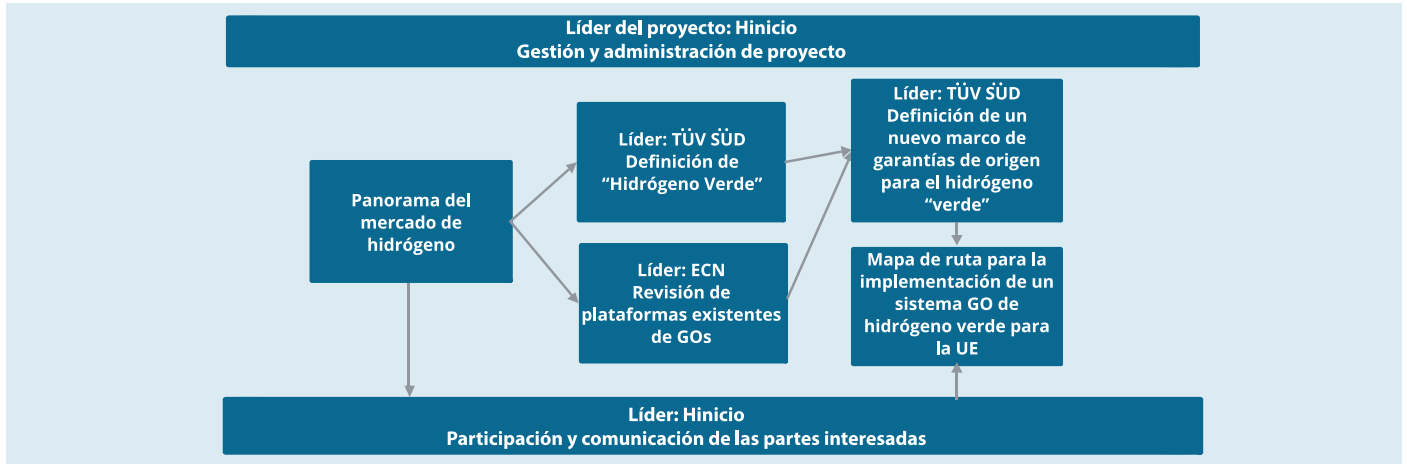 Líder del proyecto: Hinicio
Gestión y administración de proyecto
Panorama del
mercado de
hidrógeno
Líder: TÜV SÜD
Definición de
“Hidrógeno Verde”
Líder: ECN
Revisión de
plataformas existentes
de GOs
Líder: TÜV SÜD
Definición de un
nuevo marco de
garantías de origen
para el hidrógeno
“verde”
Mapa de ruta para la
implementación de un
sistema GO de
hidrógeno verde para
la UE
Líder: Hinicio
Participación y comunicación de las partes interesadas